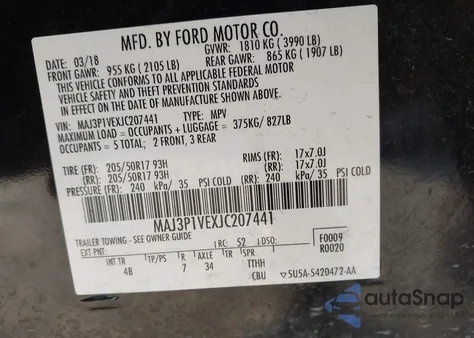 MFD. BY FORD MOTOR CO.
03/18 GVWR: 1810 KG ( 3990 LB)
FRONT GAWR: 955 KG ( 2105 LB) REAR GAWR: 865 KG ( 1907 LB)
THIS VEHICLE CONFORMS TO ALL APPLICABLE FEDERAL MOTOR
VEHICLE SAFETY AND THEFT PREVENTION STANDARDS
IN EFFECT ON THE DATE OF MANUFACTURE SHOWN ABOVE.
VIN: MAJ3P1VEXJC207441 TYPE: MPV
MAXIMUM LOAD = OCCUPANTS + LUGGAGE = 375KG/ 827LB
OCCUPANTS = 5 TOTAL: 2 FRONT, 3 REAR
TIRE (FR): 205/50R17 93H RIMS (FR): 17x7.0J
(RR): 205/50R17 93H (RR): 17x7.0J
PRESSURE (FR): 240 kPa/ 35 PSI COLD (RR): 240 kPa/ 35 PSI COLD
MAJ3P1VEXJC207441
TRAILER TOWING - SEE OWNER GUIDE
EXT PNT: RC: 52 DSO: F0009
R0020
INT TR TP/PS R AXLE TR SPR
4B 7 34 TTHH
CBU 5U5A-5420472-AA
autoSnap